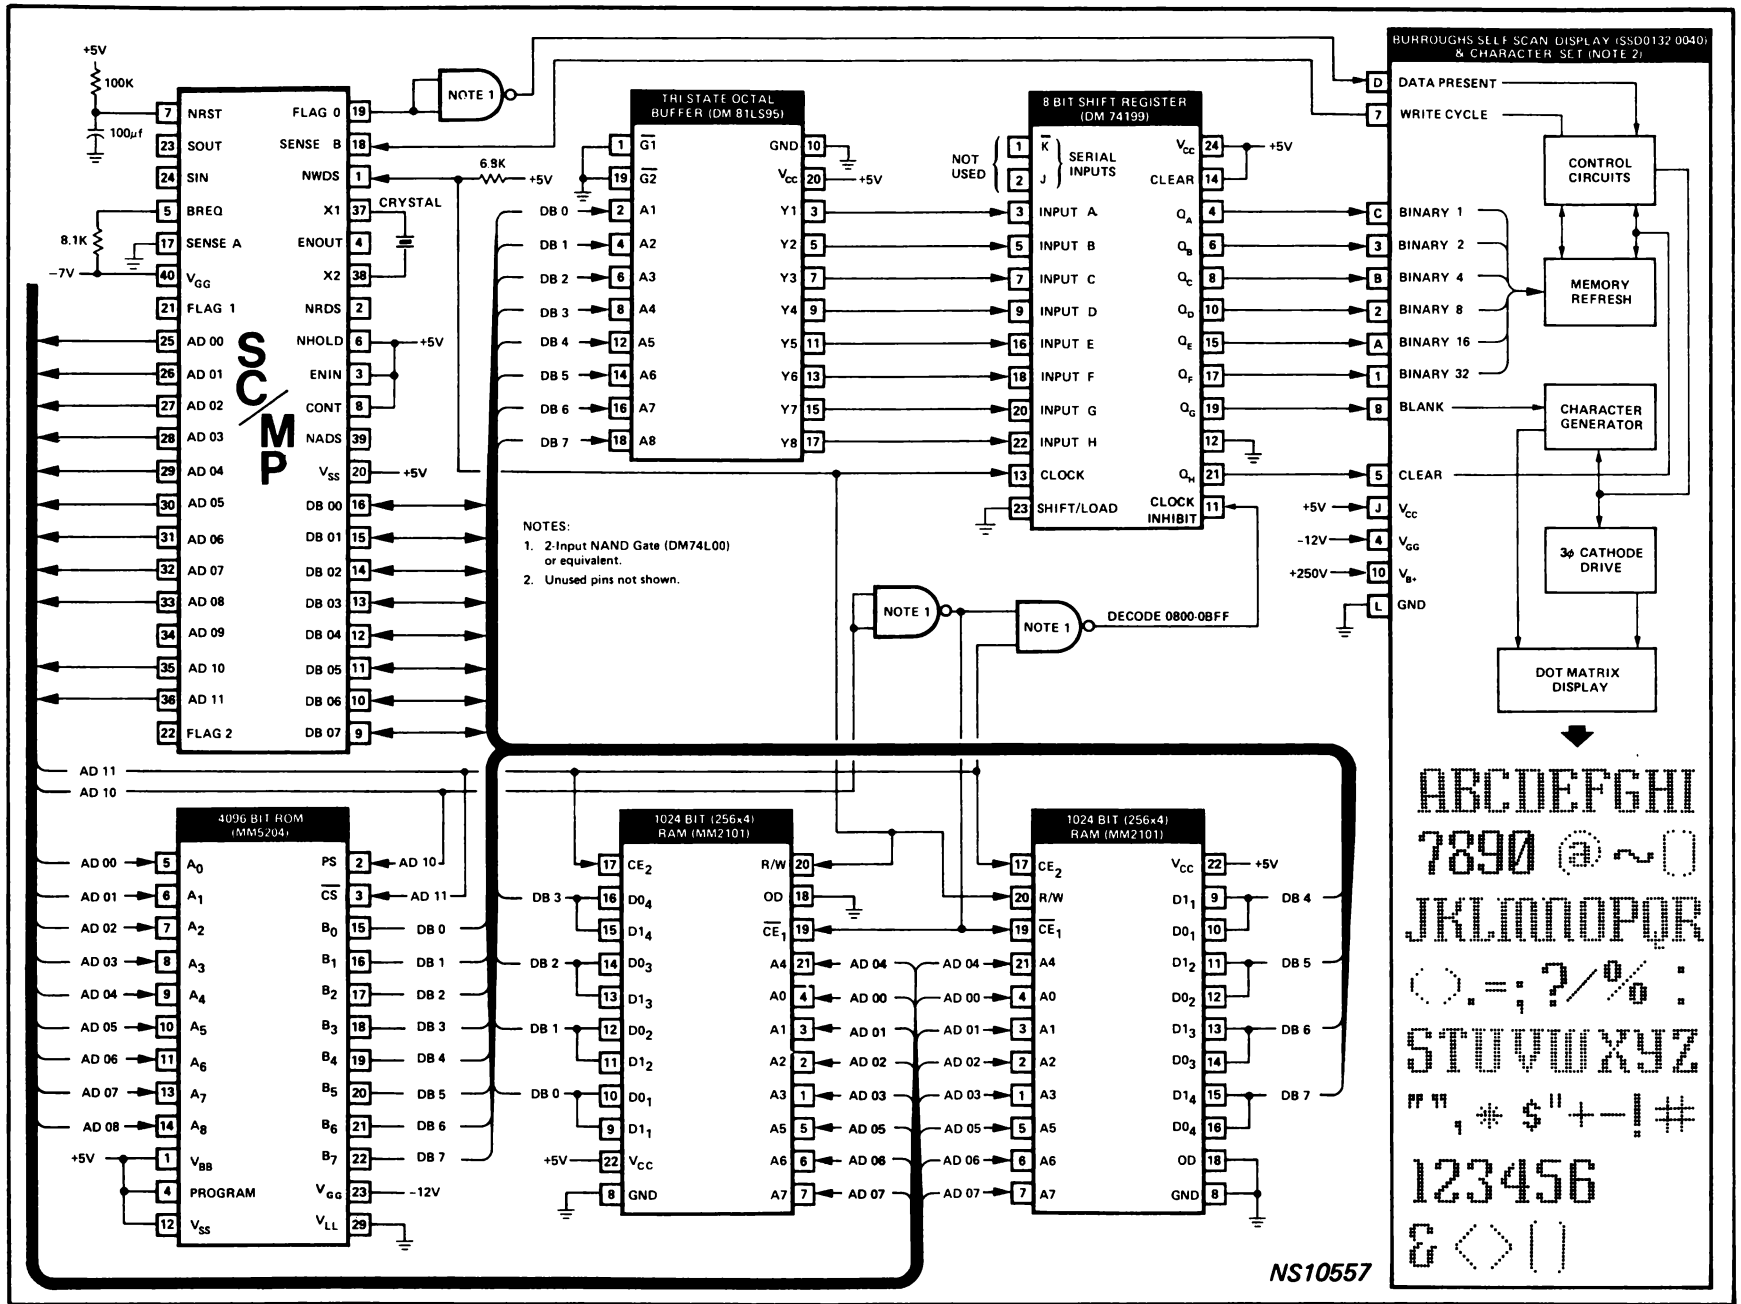 +5V
100K
100µf
7 NRST
23 SOUT
24 SIN
5 BREQ
8.1K
17 SENSE A
-7V
40 VGG
21 FLAG 1
25 AD 00
26 AD 01
27 AD 02
28 AD 03
29 AD 04
30 AD 05
31 AD 06
32 AD 07
33 AD 08
34 AD 09
35 AD 10
36 AD 11
22 FLAG 2
SC/MP
FLAG 0 19
SENSE B 18
NWDS 1
X1 37
ENOUT 4
X2 38
NRDS 2
NHOLD 6
ENIN 3
CONT 8
NADS 39
VSS 20
DB 00 16
DB 01 15
DB 02 14
DB 03 13
DB 04 12
DB 05 11
DB 06 10
DB 07 9
NOTE 1
6.9K
+5V
CRYSTAL
+5V
+5V
TRI STATE OCTAL
BUFFER (DM 81LS95)
1 G1
19 G2
DB 0 2 A1
DB 1 4 A2
DB 2 6 A3
DB 3 8 A4
DB 4 12 A5
DB 5 14 A6
DB 6 16 A7
DB 7 18 A8
GND 10
VCC 20 +5V
Y1 3
Y2 5
Y3 7
Y4 9
Y5 11
Y6 13
Y7 15
Y8 17
8 BIT SHIFT REGISTER
(DM 74199)
NOT
USED
1 K
2 J
SERIAL
INPUTS
3 INPUT A
5 INPUT B
7 INPUT C
9 INPUT D
16 INPUT E
18 INPUT F
20 INPUT G
22 INPUT H
13 CLOCK
23 SHIFT/LOAD
VCC 24 +5V
CLEAR 14
QA 4
QB 6
QC 8
QD 10
QE 15
QF 17
QG 19
12
QH 21
CLOCK
INHIBIT 11
NOTES:
1. 2-Input NAND Gate (DM74L00)
or equivalent.
2. Unused pins not shown.
NOTE 1
NOTE 1
DECODE 0800-0BFF
BURROUGHS SELF SCAN DISPLAY (SSD0132 0040)
& CHARACTER SET (NOTE 2)
D DATA PRESENT
7 WRITE CYCLE
C BINARY 1
3 BINARY 2
B BINARY 4
2 BINARY 8
A BINARY 16
1 BINARY 32
8 BLANK
5 CLEAR
+5V J VCC
-12V 4 VGG
+250V 10 VB+
L GND
CONTROL
CIRCUITS
MEMORY
REFRESH
CHARACTER
GENERATOR
3φ CATHODE
DRIVE
DOT MATRIX
DISPLAY
ABCDEFGHI
7890 @~()
JKLMNOPQR
<>.=;?/%:
STUVWXYZ
"",*$"+—!#
123456
&<>[]
AD 11
AD 10
4096 BIT ROM
(MM5204)
AD 00 5 A0
AD 01 6 A1
AD 02 7 A2
AD 03 8 A3
AD 04 9 A4
AD 05 10 A5
AD 06 11 A6
AD 07 13 A7
AD 08 14 A8
+5V 1 VBB
4 PROGRAM
12 VSS
PS 2 AD 10
CS 3 AD 11
B0 15 DB 0
B1 16 DB 1
B2 17 DB 2
B3 18 DB 3
B4 19 DB 4
B5 20 DB 5
B6 21 DB 6
B7 22 DB 7
VGG 23 -12V
VLL 29
1024 BIT (256x4)
RAM (MM2101)
17 CE2
DB 3 16 D04
15 D14
DB 2 14 D03
13 D13
DB 1 12 D02
11 D12
DB 0 10 D01
9 D11
+5V 22 VCC
8 GND
R/W 20
OD 18
CE1 19
A4 21 AD 04
A0 4 AD 00
A1 3 AD 01
A2 2 AD 02
A3 1 AD 03
A5 5 AD 05
A6 6 AD 06
A7 7 AD 07
1024 BIT (256x4)
RAM (MM2101)
17 CE2
20 R/W
19 CE1
AD 04 21 A4
AD 00 4 A0
AD 01 3 A1
AD 02 2 A2
AD 03 1 A3
AD 05 5 A5
AD 06 6 A6
AD 07 7 A7
VCC 22 +5V
D11 9 DB 4
D01 10
D12 11 DB 5
D02 12
D13 13 DB 6
D03 14
D14 15 DB 7
D04 16
OD 18
GND 8
NS10557